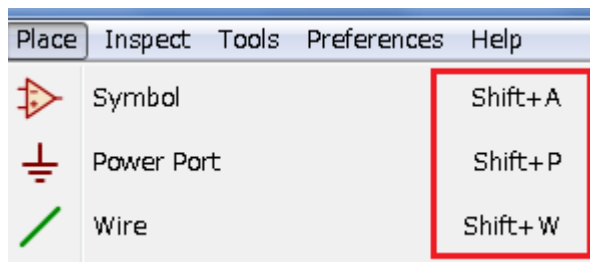 Place Inspect Tools Preferences Help
Symbol Shift+A
Power Port Shift+P
Wire Shift+W